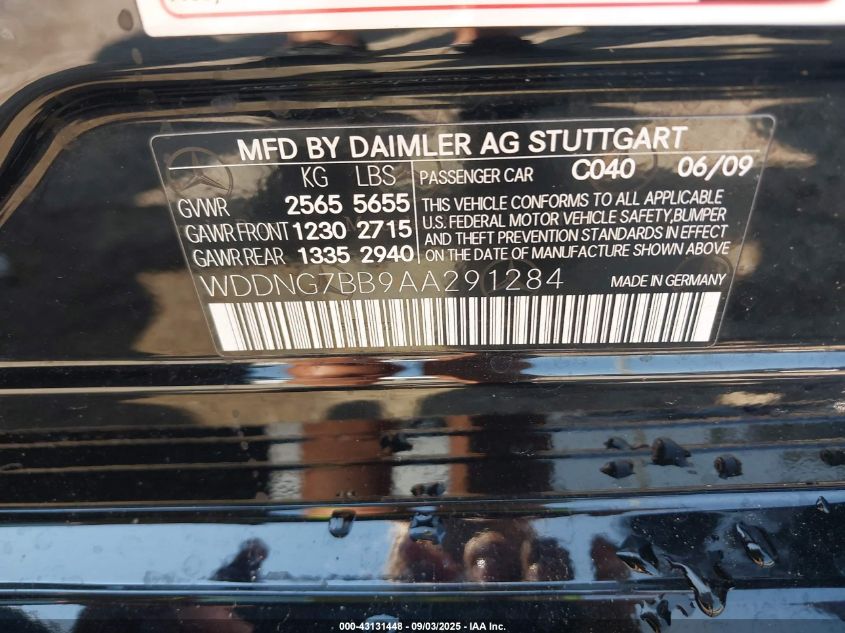 MFD BY DAIMLER AG STUTTGART
KG LBS PASSENGER CAR C040 06/09
GVWR 2565 5655
GAWR FRONT 1230 2715
GAWR REAR 1335 2940
THIS VEHICLE CONFORMS TO ALL APPLICABLE
U.S. FEDERAL MOTOR VEHICLE SAFETY,BUMPER
AND THEFT PREVENTION STANDARDS IN EFFECT
ON THE DATE OF MANUFACTURE SHOWN ABOVE
WDDNG7BB9AA291284 MADE IN GERMANY
000-43131448 - 09/03/2025 - IAA Inc.